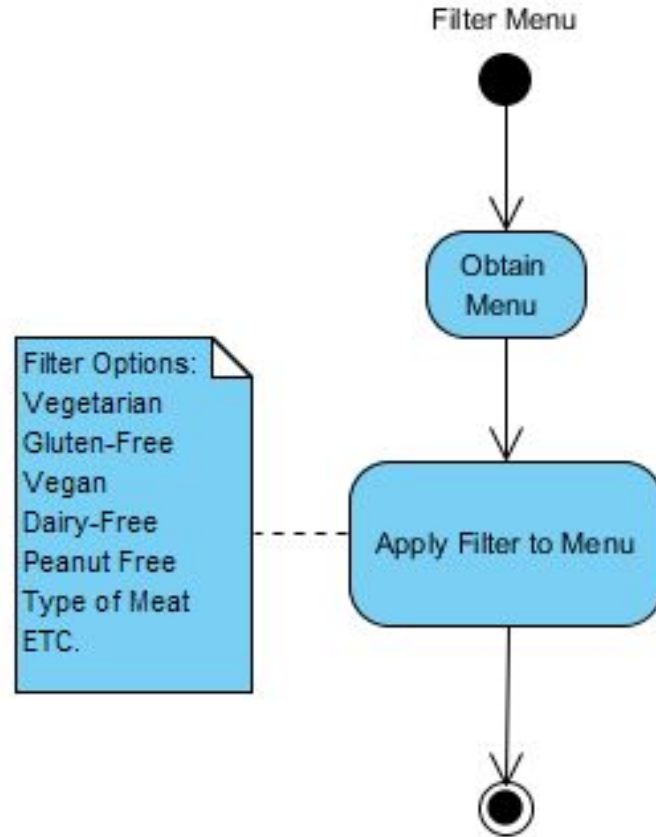 Filter Menu
Obtain
Menu
Filter Options:
Vegetarian
Gluten-Free
Vegan
Dairy-Free
Peanut Free
Type of Meat
ETC.
Apply Filter to Menu